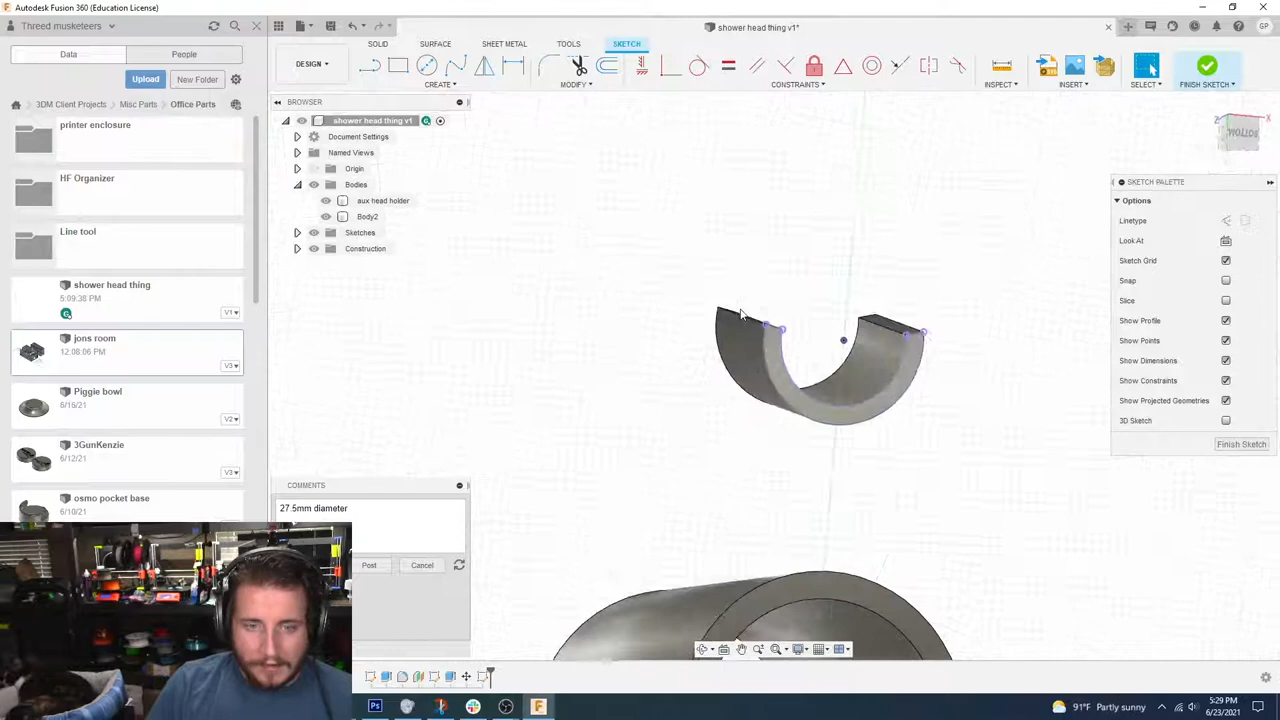 Autodesk Fusion 360 (Education License)
Threed musketeers
shower head thing v1*
GP
Data
People
Upload
New Folder
3DM Client Projects
Misc Parts
Office Parts
printer enclosure
HF Organizer
Line tool
shower head thing
5:09:38 PM
V1
jons room
12:08:06 PM
V3
Piggie bowl
6/16/21
V2
3GunKenzie
6/12/21
V3
osmo pocket base
6/10/21
SOLID
SURFACE
SHEET METAL
TOOLS
SKETCH
DESIGN
CREATE
MODIFY
CONSTRAINTS
INSPECT
INSERT
SELECT
FINISH SKETCH
BROWSER
shower head thing v1
Document Settings
Named Views
Origin
Bodies
aux head holder
Body2
Sketches
Construction
BOTTOM
Z
X
SKETCH PALETTE
Options
Linetype
Look At
Sketch Grid
Snap
Slice
Show Profile
Show Points
Show Dimensions
Show Constraints
Show Projected Geometries
3D Sketch
Finish Sketch
COMMENTS
27.5mm diameter
Post
Cancel
91°F Partly sunny
5:29 PM
6/23/2021